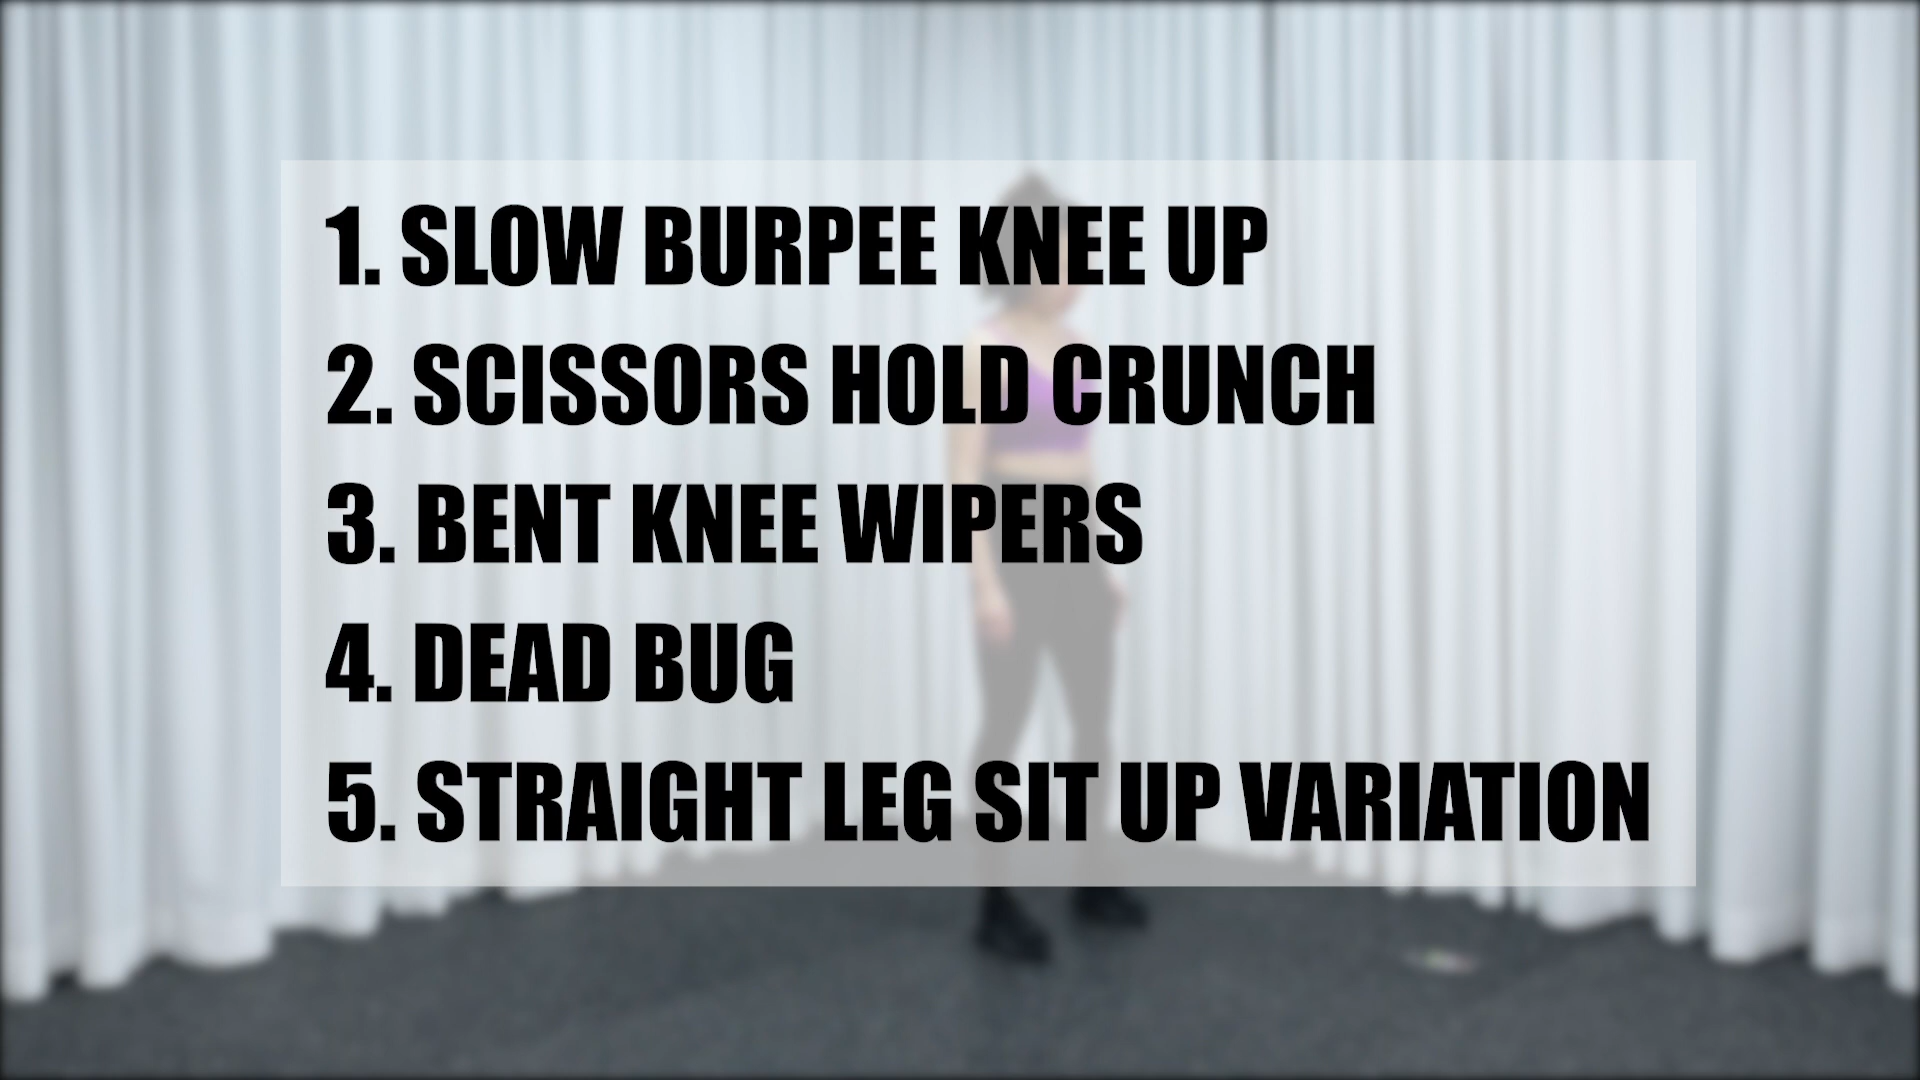 1. SLOW BURPEE KNEE UP
2. SCISSORS HOLD CRUNCH
3. BENT KNEE WIPERS
4. DEAD BUG
5. STRAIGHT LEG SIT UP VARIATION